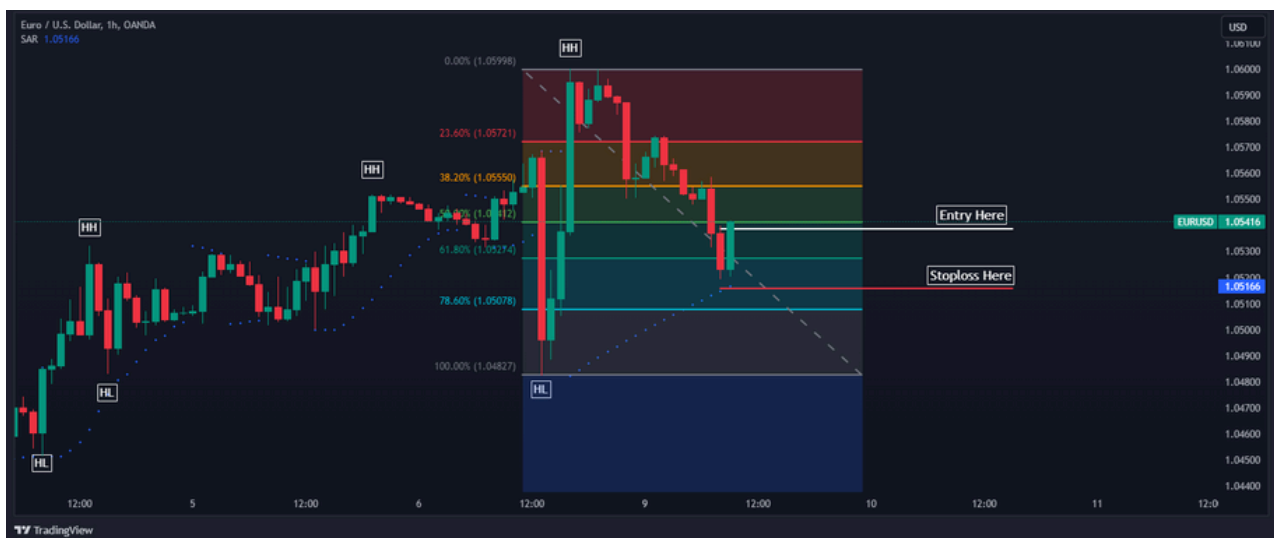 Euro / U.S. Dollar, 1h, OANDA
SAR 1.05166
USD
1.06100
HH
0.00% (1.05998)
1.06000
1.05900
1.05800
23.60% (1.05721)
1.05700
HH
38.20% (1.05550)
1.05600
1.05500
HH
Entry Here
EURUSD 1.05416
61.80% (1.05274)
1.05300
Stoploss Here
1.05200
1.05166
78.60% (1.05078)
1.05100
1.05000
1.04900
100.00% (1.04827)
HL
HL
1.04800
1.04700
1.04600
HL
1.04500
1.04400
12:00 5 12:00 6 12:00 9 12:00 10 12:00 11
TradingView